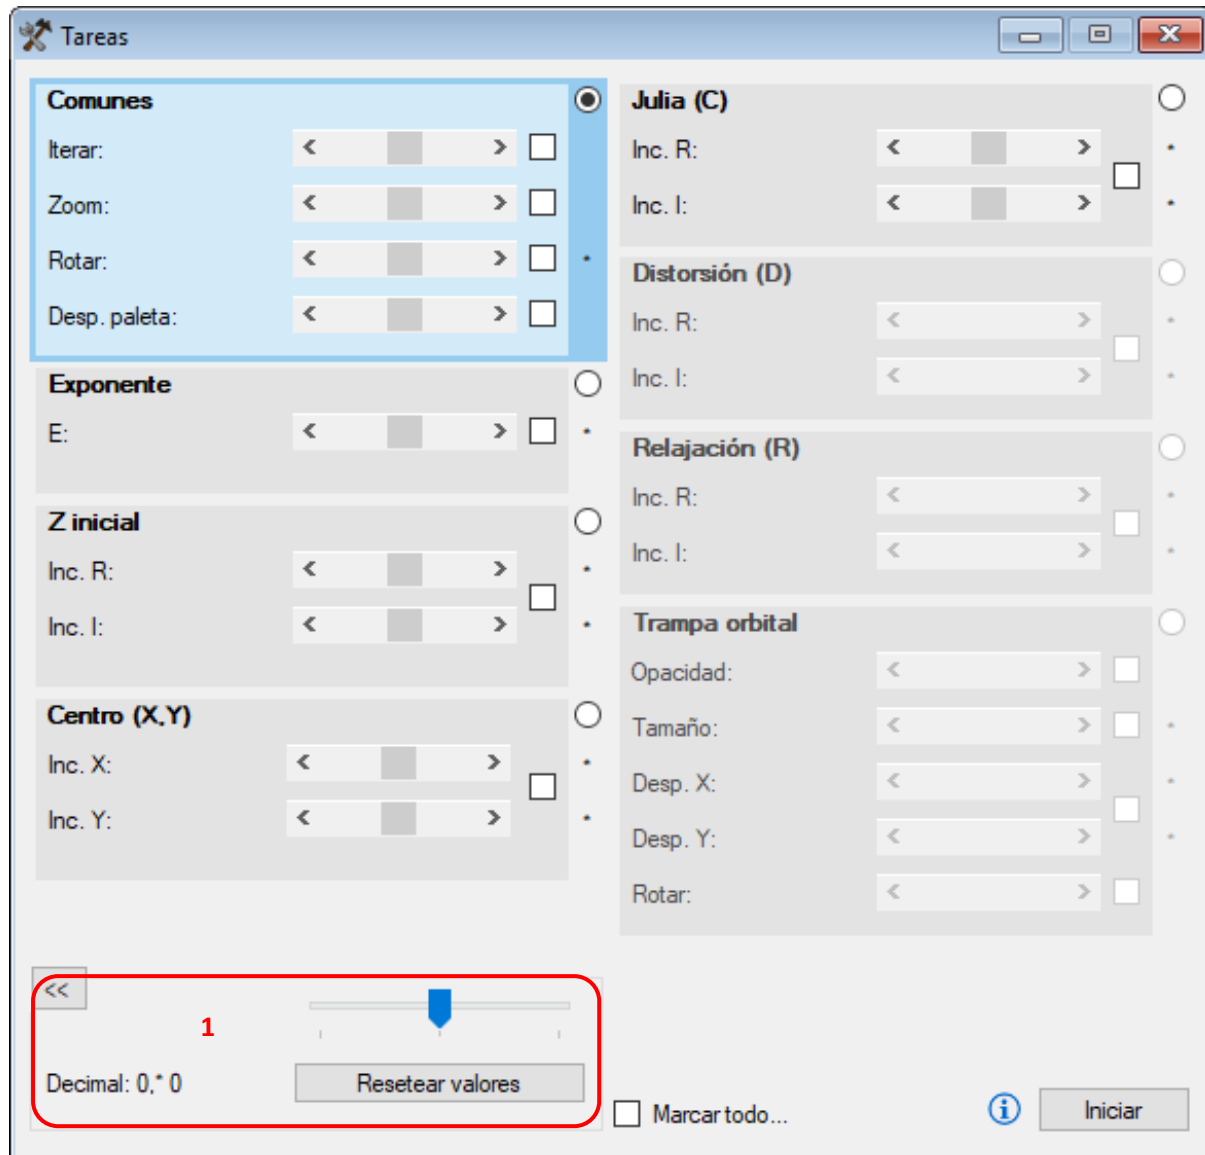 Tareas
Comunes
Iterar:
Zoom:
Rotar: *
Desp. paleta:
Exponente
E: *
Z inicial
Inc. R: *
Inc. I: *
Centro (X,Y)
Inc. X: *
Inc. Y: *
Julia (C)
Inc. R: *
Inc. I: *
Distorsión (D)
Inc. R: *
Inc. I: *
Relajación (R)
Inc. R: *
Inc. I: *
Trampa orbital
Opacidad:
Tamaño: *
Desp. X: *
Desp. Y: *
Rotar:
<<
1
Decimal: 0,* 0
Resetear valores
Marcar todo...
Iniciar